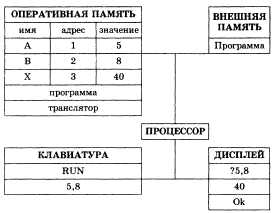 ОПЕРАТИВНАЯ ПАМЯТЬ
имя адрес значение
А 1 5
В 2 8
Х 3 40
программа
транслятор
ВНЕШНЯЯ
ПАМЯТЬ
Программа
ПРОЦЕССОР
КЛАВИАТУРА
RUN
5,8
ДИСПЛЕЙ
?5,8
40
Ok